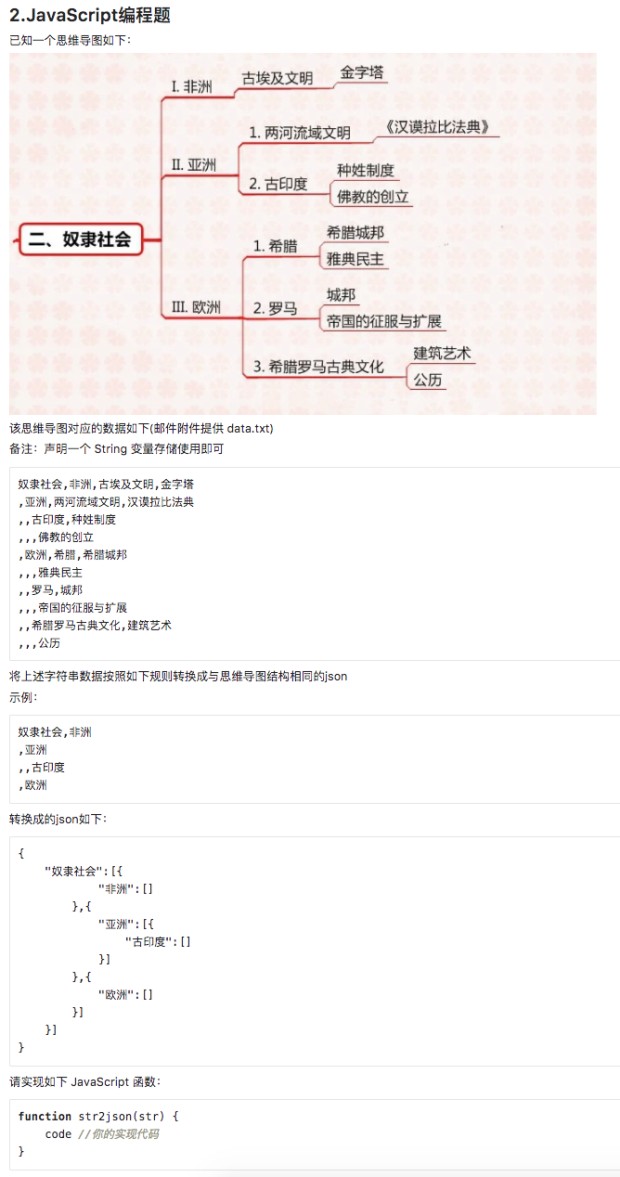 2.JavaScript编程题
已知一个思维导图如下：
二、奴隶社会
I. 非洲
古埃及文明
金字塔
II. 亚洲
1. 两河流域文明
《汉谟拉比法典》
2. 古印度
种姓制度
佛教的创立
III. 欧洲
1. 希腊
希腊城邦
雅典民主
2. 罗马
城邦
帝国的征服与扩展
3. 希腊罗马古典文化
建筑艺术
公历
该思维导图对应的数据如下(邮件附件提供 data.txt)
备注：声明一个 String 变量存储使用即可
奴隶社会,非洲,古埃及文明,金字塔
,亚洲,两河流域文明,汉谟拉比法典
,,古印度,种姓制度
,,,佛教的创立
,欧洲,希腊,希腊城邦
,,,雅典民主
,,罗马,城邦
,,,帝国的征服与扩展
,,希腊罗马古典文化,建筑艺术
,,,公历
将上述字符串数据按照如下规则转换成与思维导图结构相同的json
示例：
奴隶社会,非洲
,亚洲
,,古印度
,欧洲
转换成的json如下：
{
"奴隶社会":[{
"非洲":[]
},{
"亚洲":[{
"古印度":[]
}]
},{
"欧洲":[]
}]
}]
}
请实现如下 JavaScript 函数：
function str2json(str) {
code //你的实现代码
}